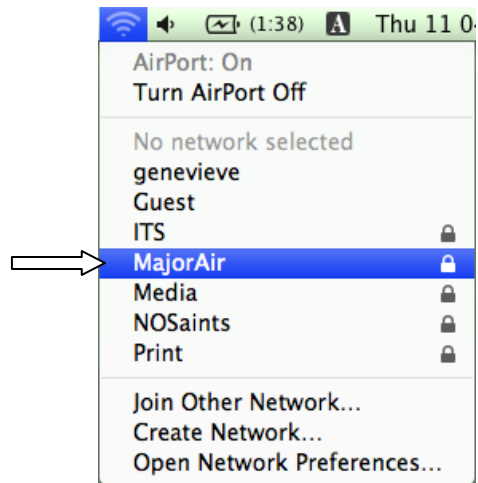 (1:38) A Thu 11 0
AirPort: On
Turn AirPort Off
No network selected
genevieve
Guest
ITS
MajorAir
Media
NOSaints
Print
Join Other Network...
Create Network...
Open Network Preferences...